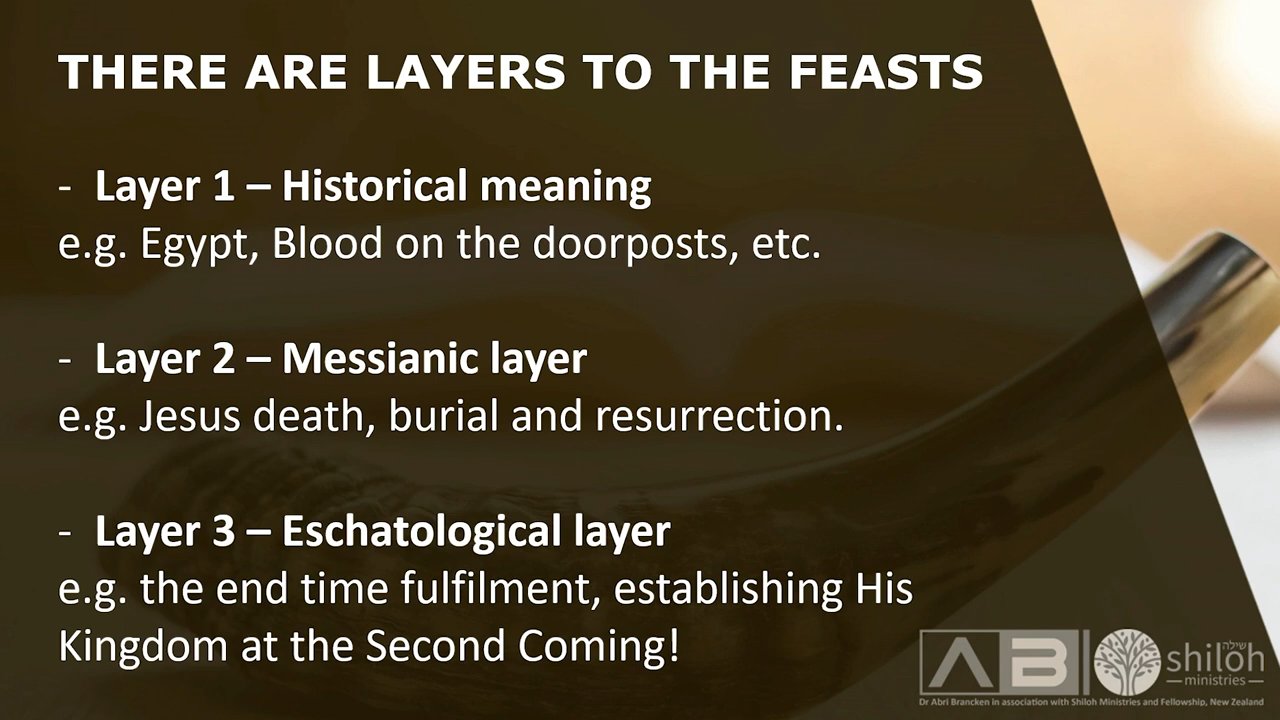 THERE ARE LAYERS TO THE FEASTS
- Layer 1 – Historical meaning
e.g. Egypt, Blood on the doorposts, etc.
- Layer 2 – Messianic layer
e.g. Jesus death, burial and resurrection.
- Layer 3 – Eschatological layer
e.g. the end time fulfilment, establishing His
Kingdom at the Second Coming!
AB
שילה
shiloh
ministries
Dr Abri Brancken in association with Shiloh Ministries and Fellowship, New Zealand